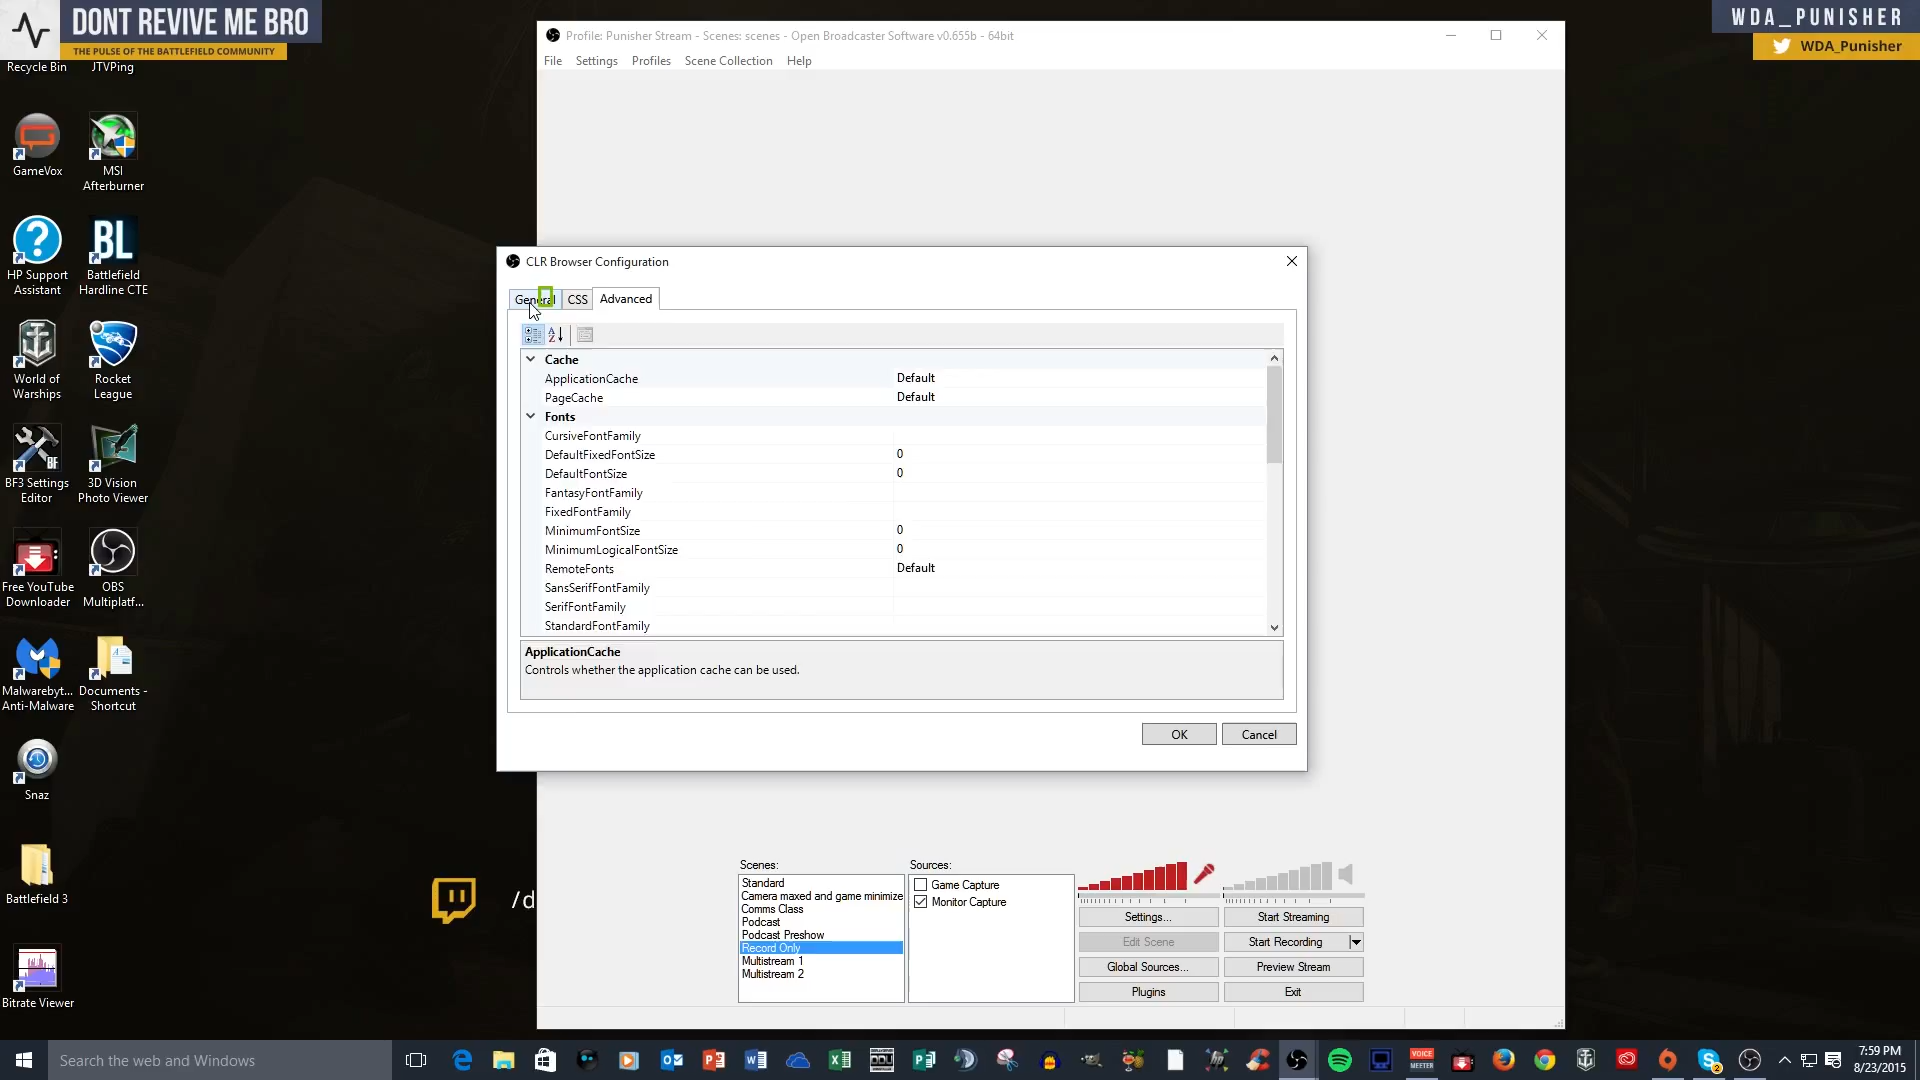 DONT REVIVE ME BRO
THE PULSE OF THE BATTLEFIELD COMMUNITY
WDA_PUNISHER
WDA_Punisher
Recycle Bin
JTVPing
GameVox
MSI
Afterburner
HP Support
Assistant
BL
Battlefield
Hardline CTE
World of
Warships
Rocket
League
BF3 Settings
Editor
3D Vision
Photo Viewer
Free YouTube
Downloader
OBS
Multiplatf...
Malwarebyt...
Anti-Malware
Documents -
Shortcut
Snaz
Battlefield 3
Bitrate Viewer
/d
Profile: Punisher Stream - Scenes: scenes - Open Broadcaster Software v0.655b - 64bit
File Settings Profiles Scene Collection Help
CLR Browser Configuration
General CSS Advanced
Cache
ApplicationCache Default
PageCache Default
Fonts
CursiveFontFamily
DefaultFixedFontSize 0
DefaultFontSize 0
FantasyFontFamily
FixedFontFamily
MinimumFontSize 0
MinimumLogicalFontSize 0
RemoteFonts Default
SansSerifFontFamily
SerifFontFamily
StandardFontFamily
ApplicationCache
Controls whether the application cache can be used.
OK Cancel
Scenes:
Standard
Camera maxed and game minimize
Comms Class
Podcast
Podcast Preshow
Record Only
Multistream 1
Multistream 2
Sources:
Game Capture
Monitor Capture
Settings... Start Streaming
Edit Scene Start Recording
Global Sources... Preview Stream
Plugins Exit
Search the web and Windows
VOICE
MEETER
2
7:59 PM
8/23/2015